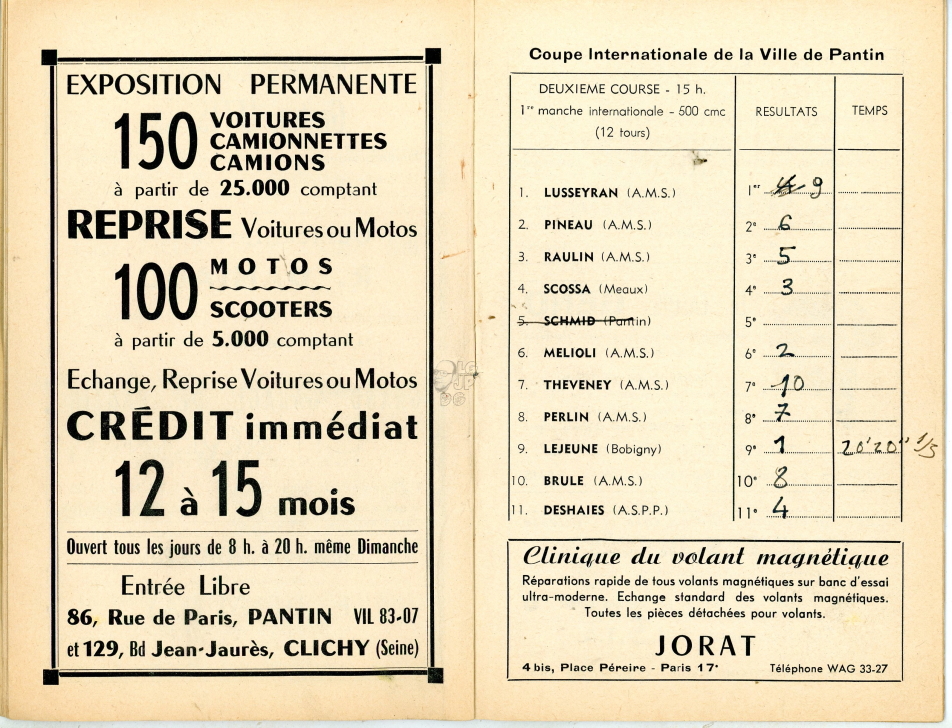 EXPOSITION PERMANENTE
150 VOITURES
CAMIONNETTES
CAMIONS
à partir de 25.000 comptant
REPRISE Voitures ou Motos
100 MOTOS
SCOOTERS
à partir de 5.000 comptant
Echange, Reprise Voitures ou Motos
CRÉDIT immédiat
12 à 15 mois
Ouvert tous les jours de 8 h. à 20 h. même Dimanche
Entrée Libre
86, Rue de Paris, PANTIN VIL 83-07
et 129, Bd Jean-Jaurès, CLICHY (Seine)
Coupe Internationale de la Ville de Pantin
DEUXIEME COURSE - 15 h.
1re manche internationale - 500 cmc
(12 tours)
RESULTATS
TEMPS
1. LUSSEYRAN (A.M.S.) 1er 9
2. PINEAU (A.M.S.) 2e 6
3. RAULIN (A.M.S.) 3e 5
4. SCOSSA (Meaux) 4e 3
5. SCHMID (Pantin) 5e
6. MELIOLI (A.M.S.) 6e 2
7. THEVENEY (A.M.S.) 7e 10
8. PERLIN (A.M.S.) 8e 7
9. LEJEUNE (Bobigny) 9e 1 20'20" 1/5
10. BRULE (A.M.S.) 10e 8
11. DESHAIES (A.S.P.P.) 11e 4
Clinique du volant magnétique
Réparations rapide de tous volants magnétiques sur banc d'essai
ultra-moderne. Echange standard des volants magnétiques.
Toutes les pièces détachées pour volants.
JORAT
4 bis, Place Péreire - Paris 17e
Téléphone WAG 33-27